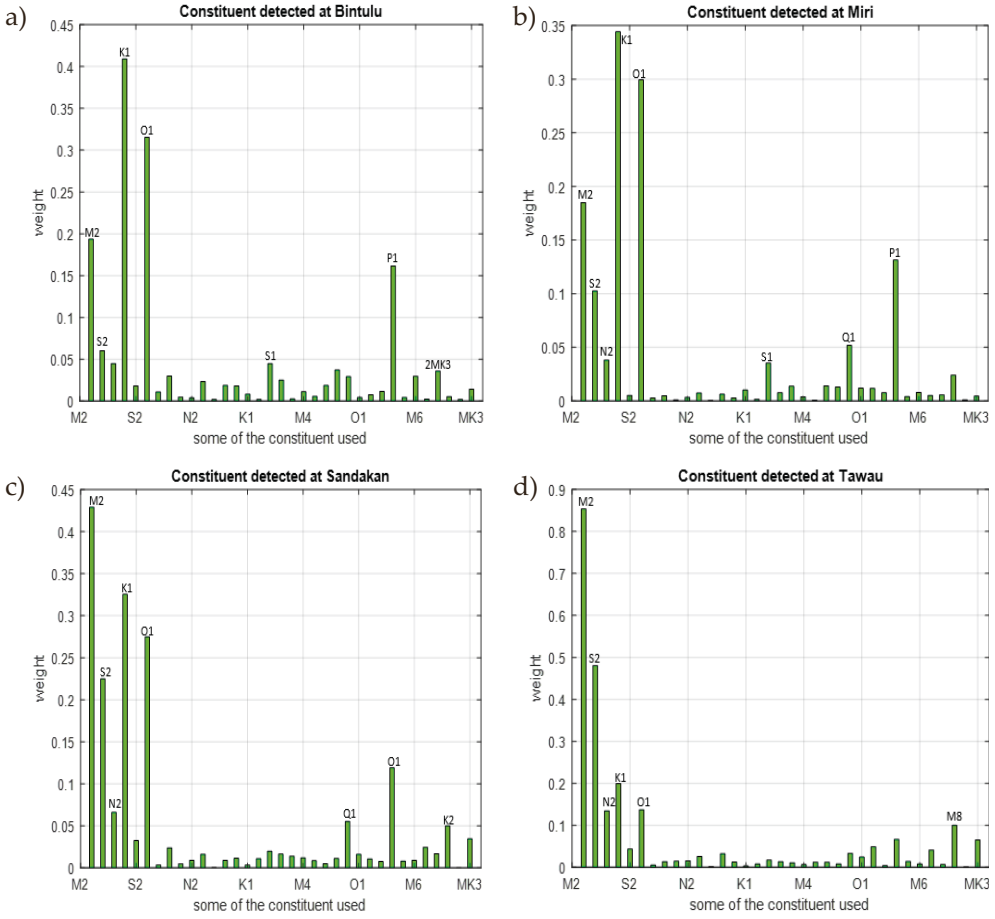 a)
Constituent detected at Bintulu
0.45
0.4
0.35
0.3
0.25
0.2
0.15
0.1
0.05
0
weight
K1
O1
M2
P1
S2
S1
2MK3
M2 S2 N2 K1 M4 O1 M6 MK3
some of the constituent used
b)
Constituent detected at Miri
0.35
0.3
0.25
0.2
0.15
0.1
0.05
0
weight
K1
O1
M2
P1
S2
Q1
N2
S1
M2 S2 N2 K1 M4 O1 M6 MK3
some of the constituent used
c)
Constituent detected at Sandakan
0.45
0.4
0.35
0.3
0.25
0.2
0.15
0.1
0.05
0
weight
M2
K1
O1
S2
O1
N2
Q1
K2
M2 S2 N2 K1 M4 O1 M6 MK3
some of the constituent used
d)
Constituent detected at Tawau
0.9
0.8
0.7
0.6
0.5
0.4
0.3
0.2
0.1
0
weight
M2
S2
K1
N2
O1
M8
M2 S2 N2 K1 M4 O1 M6 MK3
some of the constituent used